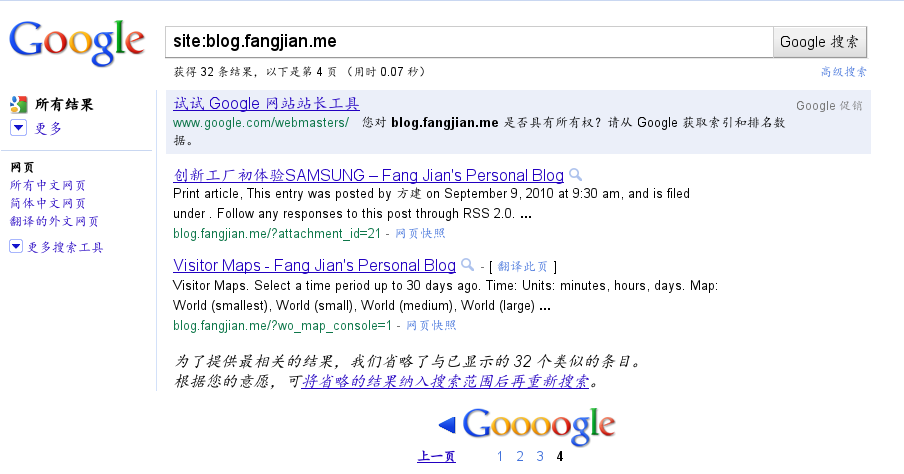 Google
site:blog.fangjian.me
Google 搜索
获得 32 条结果，以下是第 4 页 （用时 0.07 秒）
高级搜索
所有结果
更多
网页
所有中文网页
简体中文网页
翻译的外文网页
更多搜索工具
试试 Google 网站站长工具
Google 促销
www.google.com/webmasters/ 您对 blog.fangjian.me 是否具有所有权？请从 Google 获取索引和排名数
据。
创新工厂初体验SAMSUNG – Fang Jian's Personal Blog
Print article, This entry was posted by 方建 on September 9, 2010 at 9:30 am, and is filed
under . Follow any responses to this post through RSS 2.0. ...
blog.fangjian.me/?attachment_id=21 - 网页快照
Visitor Maps - Fang Jian's Personal Blog - [ 翻译此页 ]
Visitor Maps. Select a time period up to 30 days ago. Time: Units: minutes, hours, days. Map:
World (smallest), World (small), World (medium), World (large) ...
blog.fangjian.me/?wo_map_console=1 - 网页快照
为了提供最相关的结果，我们省略了与已显示的 32 个类似的条目。
根据您的意愿，可将省略的结果纳入搜索范围后再重新搜索。
Goooogle
上一页 1 2 3 4